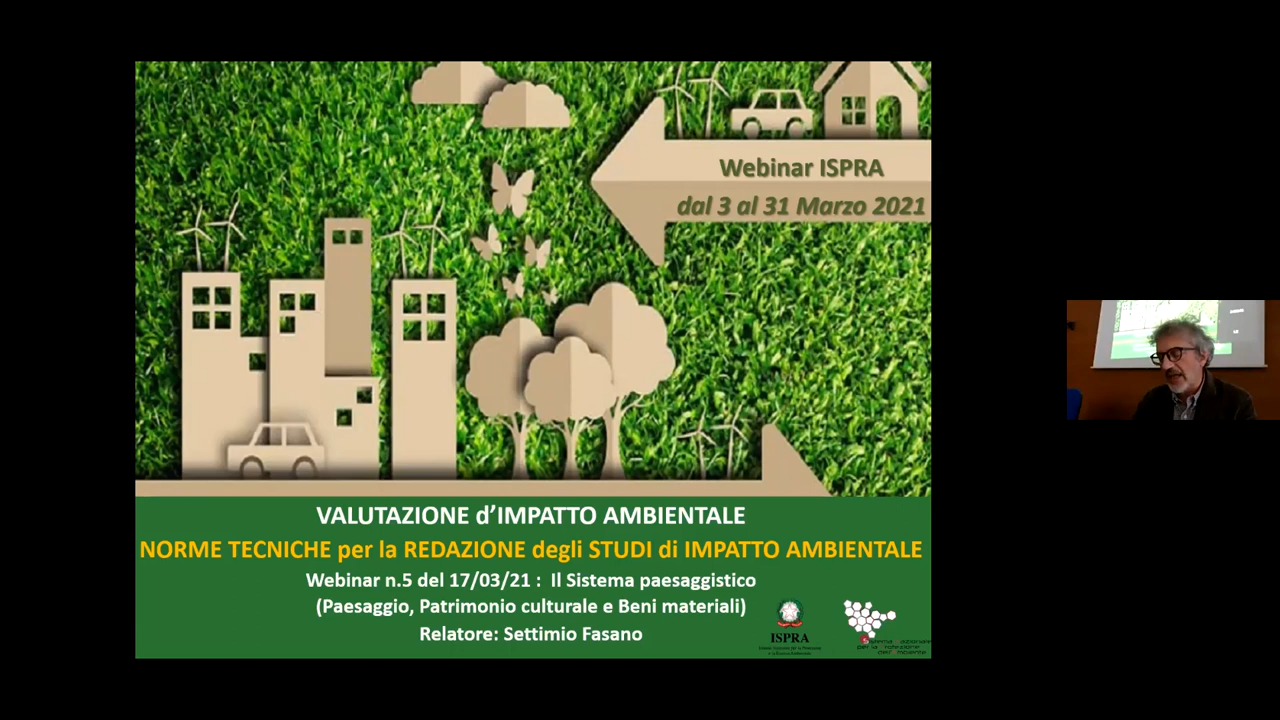 Webinar ISPRA
dal 3 al 31 Marzo 2021
VALUTAZIONE d'IMPATTO AMBIENTALE
NORME TECNICHE per la REDAZIONE degli STUDI di IMPATTO AMBIENTALE
Webinar n.5 del 17/03/21 : Il Sistema paesaggistico
(Paesaggio, Patrimonio culturale e Beni materiali)
Relatore: Settimio Fasano
ISPRA